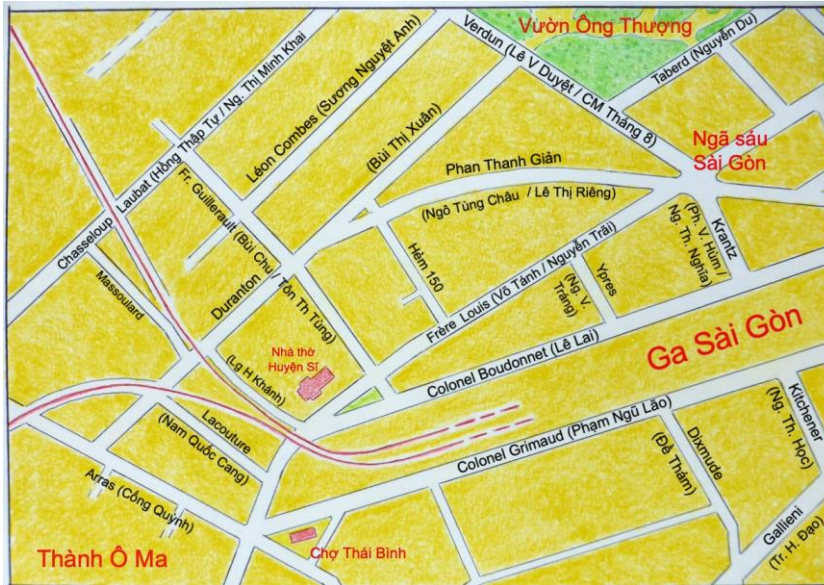 Vườn Ông Thượng
Verdun (Lê V Duyệt / CM Tháng 8)
Taberd (Nguyễn Du)
Ngã sáu
Sài Gòn
Chasseloup Laubat (Hồng Thập Tự / Ng. Thị Minh Khai
Léon Combes (Sương Nguyệt Anh)
(Bùi Thị Xuân)
Duranton
Fr. Guillerault (Bùi Chu / Tôn Th Tùng)
Phan Thanh Giản
(Ngô Tùng Châu / Lê Thị Riêng)
Hẻm 150
Massoulard
Frère Louis (Võ Tánh / Nguyễn Trãi)
Ypres
(Ng. V. Tráng)
Krantz
(Ph. V. Hùm /
Ng. Th. Nghĩa)
Nhà thờ
Huyện Sĩ
(Lg H Khánh)
Colonel Boudonnet (Lê Lai)
Ga Sài Gòn
Lacouture
(Nam Quốc Cang)
Colonel Grimaud (Phạm Ngũ Lão)
Kitchener
(Ng. Th. Học)
Dixmude
(Đề Thám)
Arras (Cống Quỳnh)
Gallieni
(Tr. H. Đạo)
Thành Ô Ma
Chợ Thái Bình